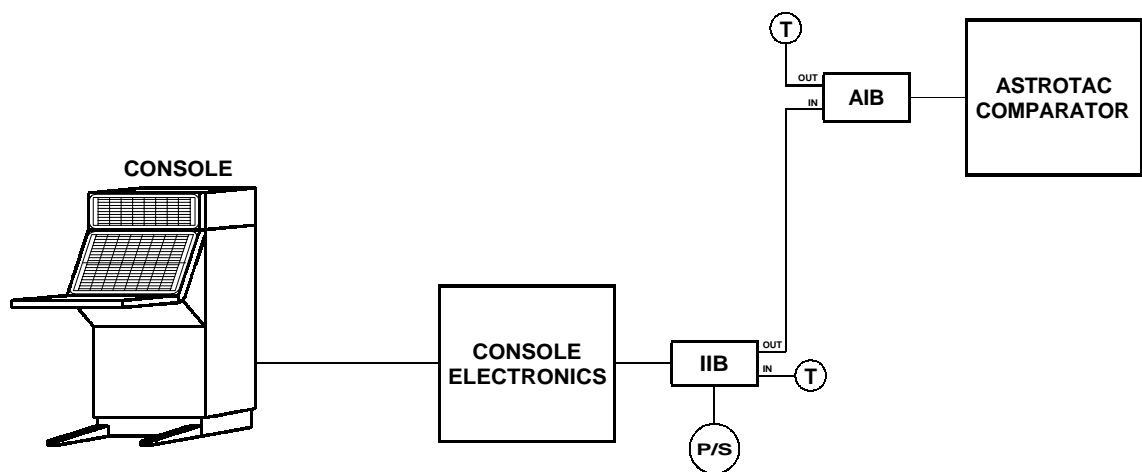 T
OUT
IN
AIB
ASTROTAC
COMPARATOR
CONSOLE
CONSOLE
ELECTRONICS
IIB
OUT
IN
T
P/S